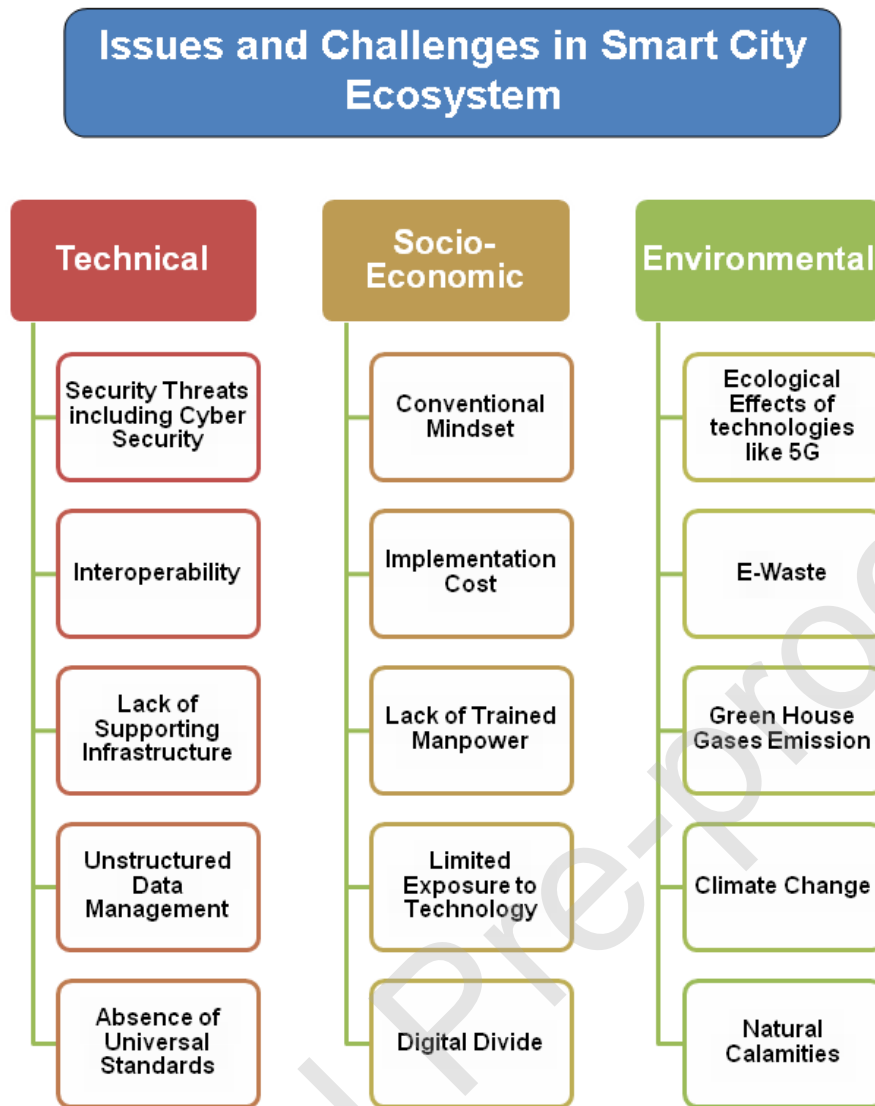 Issues and Challenges in Smart City
Ecosystem
Technical
Security Threats
including Cyber
Security
Interoperability
Lack of
Supporting
Infrastructure
Unstructured
Data
Management
Absence of
Universal
Standards
Socio-
Economic
Conventional
Mindset
Implementation
Cost
Lack of Trained
Manpower
Limited
Exposure to
Technology
Digital Divide
Environmental
Ecological
Effects of
technologies
like 5G
E-Waste
Green House
Gases Emission
Climate Change
Natural
Calamities